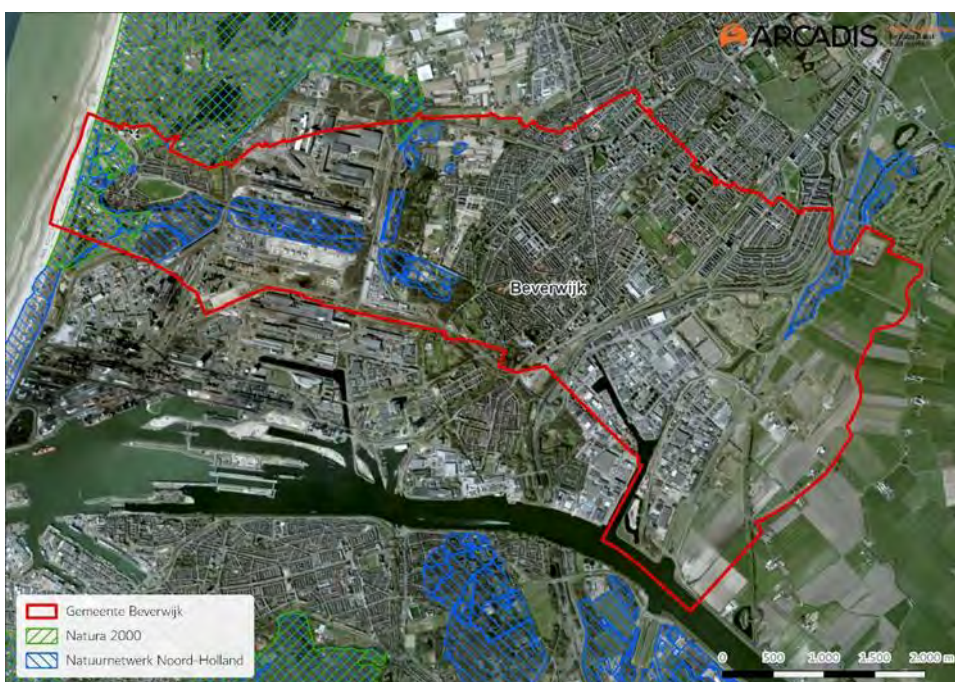 ARCADIS
Beverwijk
Gemeente Beverwijk
Natura 2000
Natuurnetwerk Noord-Holland
0 500 1.000 1.500 2.000 m